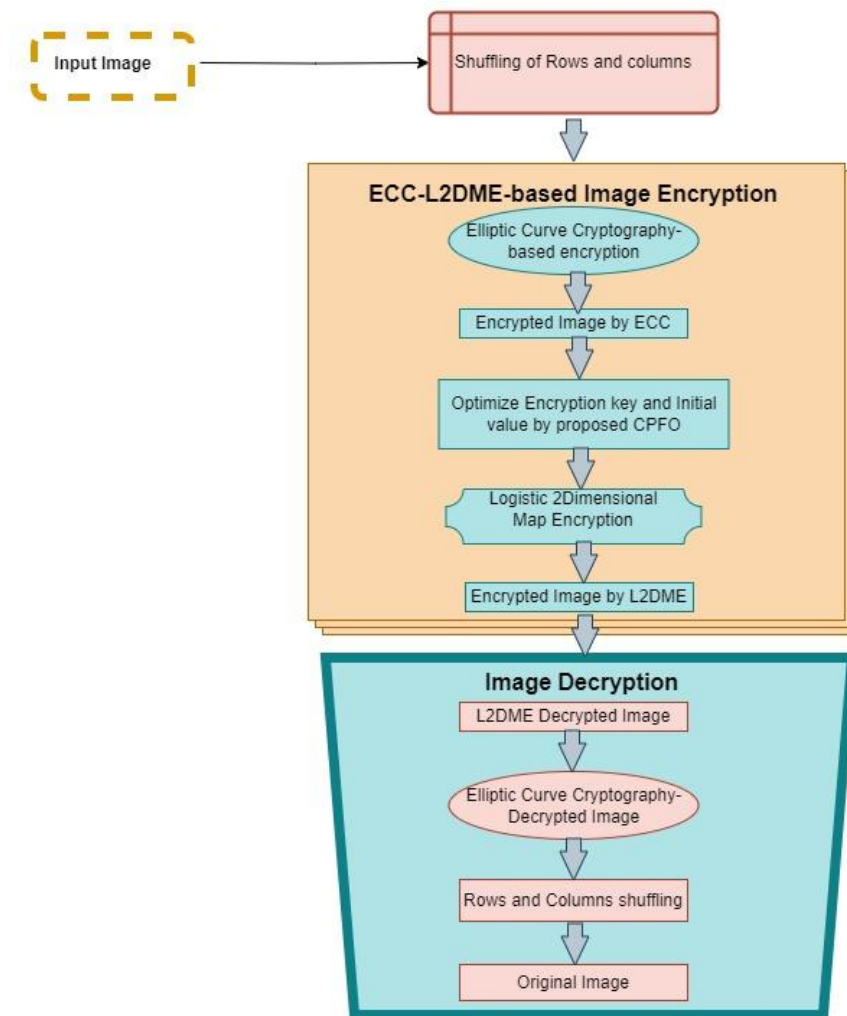 Input Image
Shuffling of Rows and columns
ECC-L2DME-based Image Encryption
Elliptic Curve Cryptography-
based encryption
Encrypted Image by ECC
Optimize Encryption key and Initial
value by proposed CPFO
Logistic 2Dimensional
Map Encryption
Encrypted Image by L2DME
Image Decryption
L2DME Decrypted Image
Elliptic Curve Cryptography-
Decrypted Image
Rows and Columns shuffling
Original Image